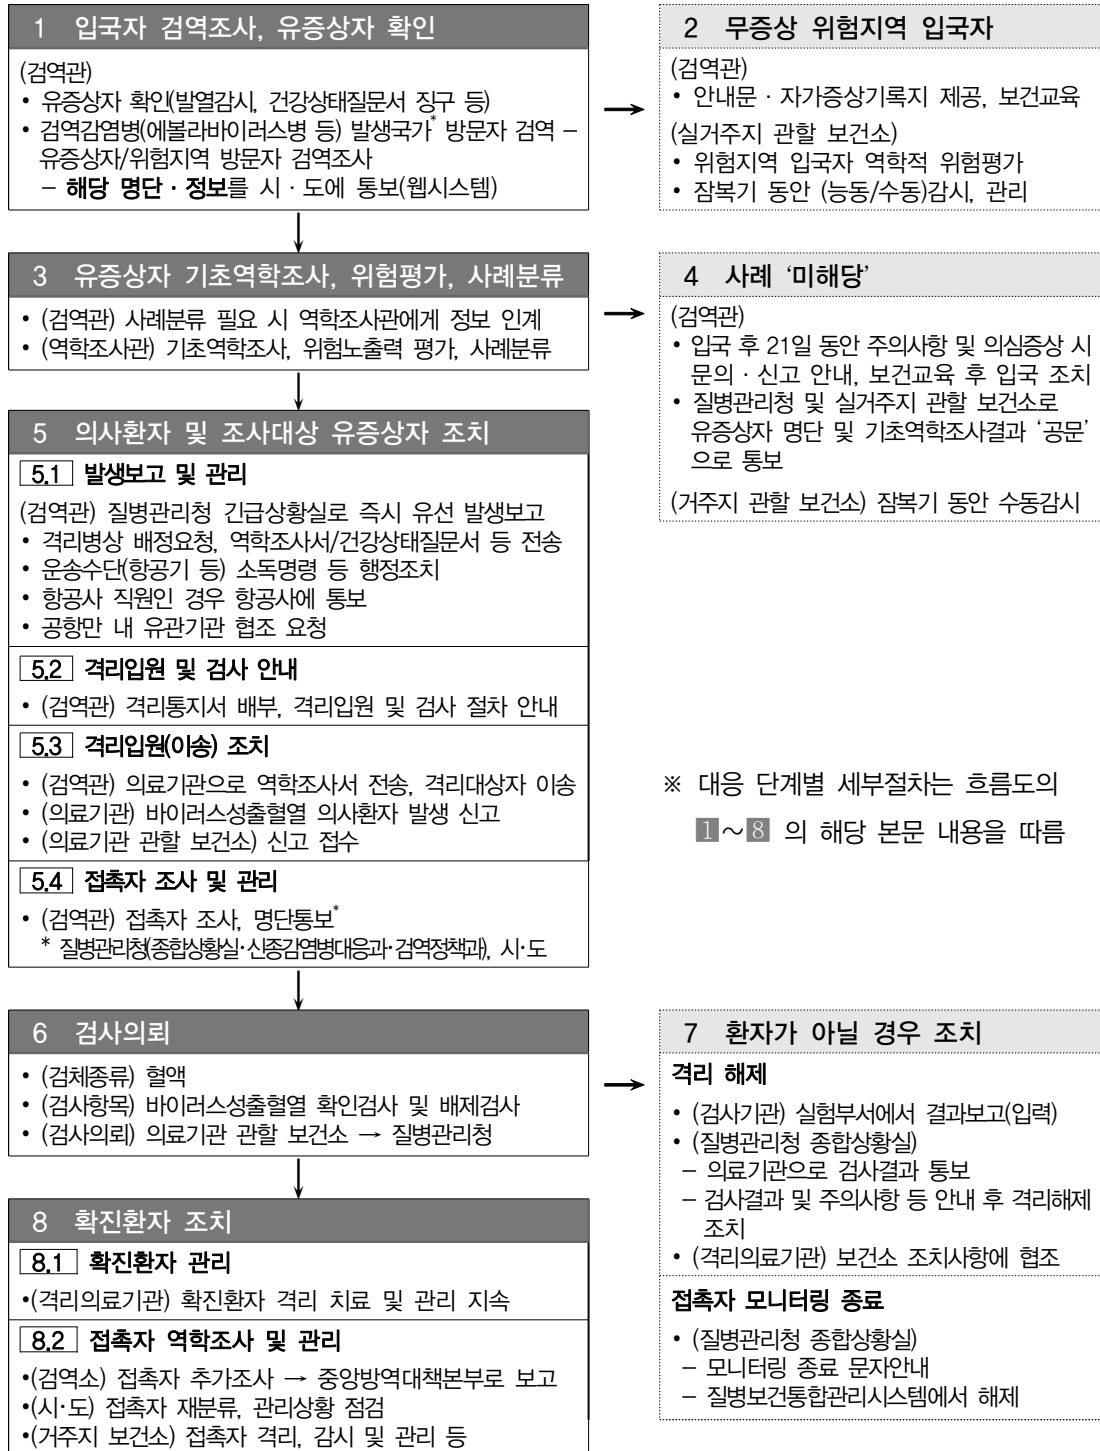 1 입국자 검역조사, 유증상자 확인
(검역관)
• 유증상자 확인(발열감시, 건강상태질문서 징구 등)
• 검역감염병(에볼라바이러스병 등) 발생국가* 방문자 검역 –
유증상자/위험지역 방문자 검역조사
– 해당 명단 · 정보를 시 · 도에 통보(웹시스템)
2 무증상 위험지역 입국자
(검역관)
• 안내문 · 자가증상기록지 제공, 보건교육
(실거주지 관할 보건소)
• 위험지역 입국자 역학적 위험평가
• 잠복기 동안 (능동/수동)감시, 관리
3 유증상자 기초역학조사, 위험평가, 사례분류
• (검역관) 사례분류 필요 시 역학조사관에게 정보 인계
• (역학조사관) 기초역학조사, 위험노출력 평가, 사례분류
4 사례 ‘미해당’
(검역관)
• 입국 후 21일 동안 주의사항 및 의심증상 시
문의 · 신고 안내, 보건교육 후 입국 조치
• 질병관리청 및 실거주지 관할 보건소로
유증상자 명단 및 기초역학조사결과 ‘공문’
으로 통보
(거주지 관할 보건소) 잠복기 동안 수동감시
5 의사환자 및 조사대상 유증상자 조치
5.1 발생보고 및 관리
(검역관) 질병관리청 긴급상황실로 즉시 유선 발생보고
• 격리병상 배정요청, 역학조사서/건강상태질문서 등 전송
• 운송수단(항공기 등) 소독명령 등 행정조치
• 항공사 직원인 경우 항공사에 통보
• 공항만 내 유관기관 협조 요청
5.2 격리입원 및 검사 안내
• (검역관) 격리통지서 배부, 격리입원 및 검사 절차 안내
5.3 격리입원(이송) 조치
• (검역관) 의료기관으로 역학조사서 전송, 격리대상자 이송
• (의료기관) 바이러스성출혈열 의사환자 발생 신고
• (의료기관 관할 보건소) 신고 접수
5.4 접촉자 조사 및 관리
• (검역관) 접촉자 조사, 명단통보*
* 질병관리청(종합상황실·신종감염병대응과·검역정책과), 시·도
※ 대응 단계별 세부절차는 흐름도의
1～8 의 해당 본문 내용을 따름
6 검사의뢰
• (검체종류) 혈액
• (검사항목) 바이러스성출혈열 확인검사 및 배제검사
• (검사의뢰) 의료기관 관할 보건소 → 질병관리청
7 환자가 아닐 경우 조치
격리 해제
• (검사기관) 실험부서에서 결과보고(입력)
• (질병관리청 종합상황실)
– 의료기관으로 검사결과 통보
– 검사결과 및 주의사항 등 안내 후 격리해제
조치
• (격리의료기관) 보건소 조치사항에 협조
접촉자 모니터링 종료
• (질병관리청 종합상황실)
– 모니터링 종료 문자안내
– 질병보건통합관리시스템에서 해제
8 확진환자 조치
8.1 확진환자 관리
•(격리의료기관) 확진환자 격리 치료 및 관리 지속
8.2 접촉자 역학조사 및 관리
•(검역소) 접촉자 추가조사 → 중앙방역대책본부로 보고
•(시·도) 접촉자 재분류, 관리상황 점검
•(거주지 보건소) 접촉자 격리, 감시 및 관리 등